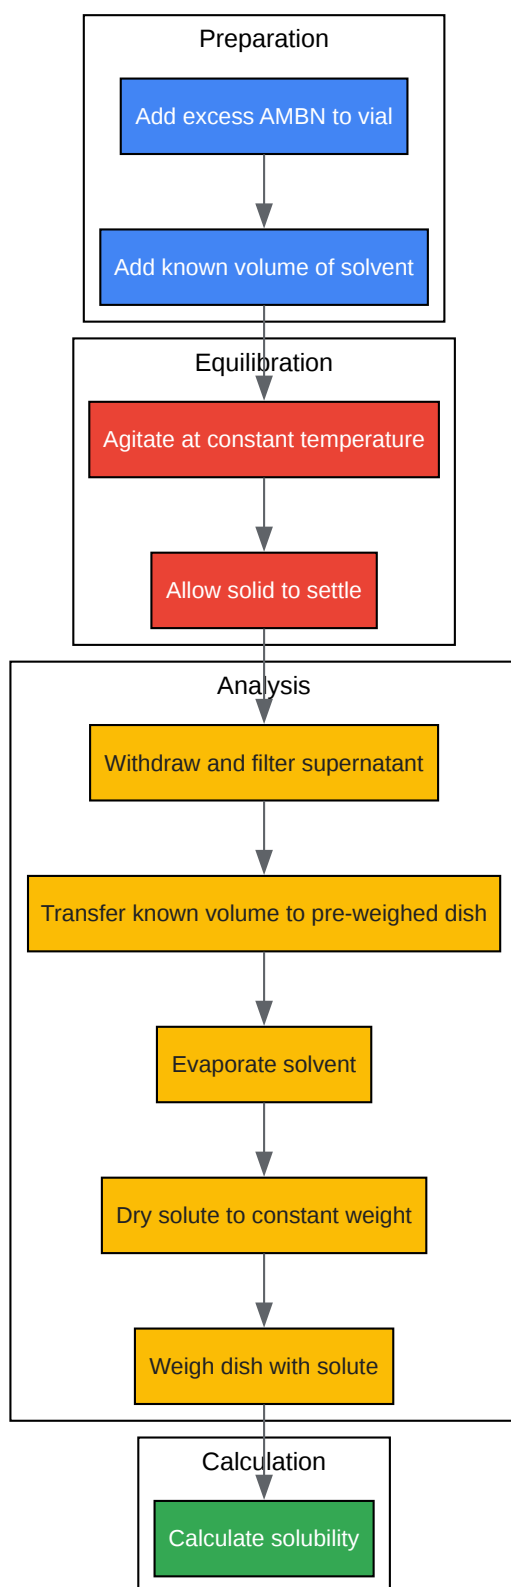 Preparation
Add excess AMBN to vial
Add known volume of solvent
Equilibration
Agitate at constant temperature
Allow solid to settle
Analysis
Withdraw and filter supernatant
Transfer known volume to pre-weighed dish
Evaporate solvent
Dry solute to constant weight
Weigh dish with solute
Calculation
Calculate solubility